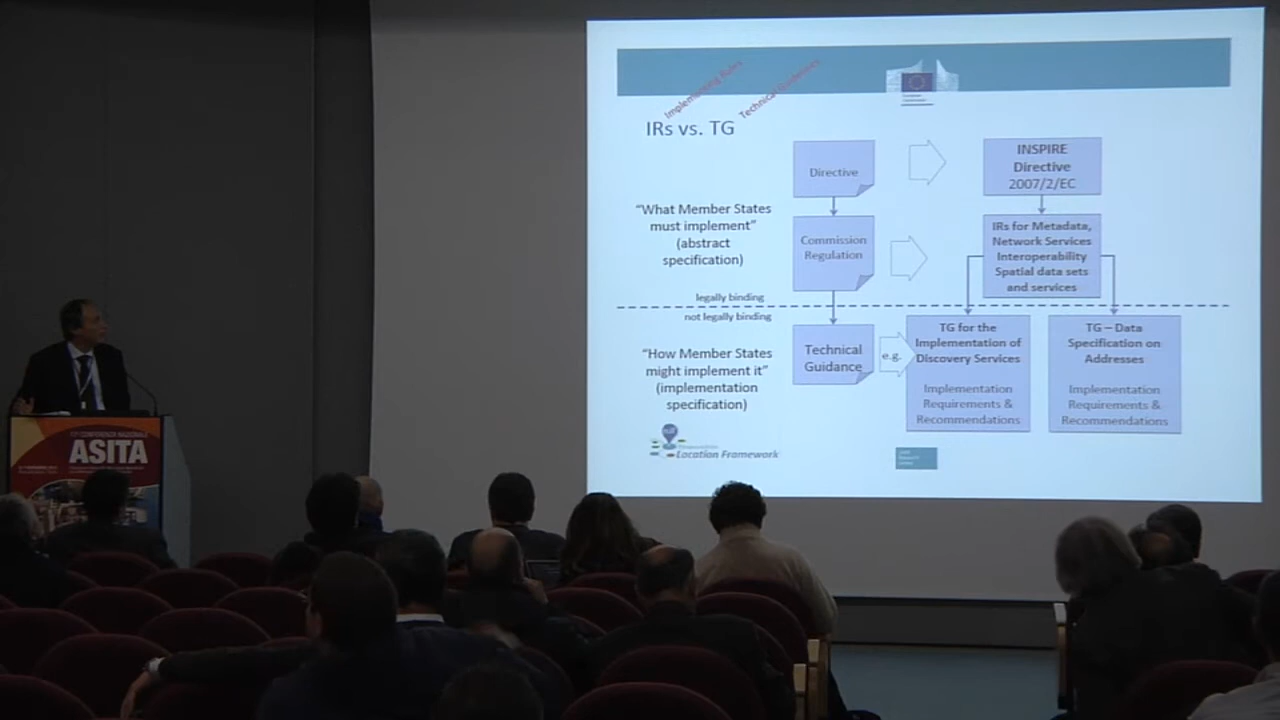 Implementing Rules
Technical Guidelines
IRs vs. TG
Directive
INSPIRE
Directive
2007/2/EC
"What Member States
must implement"
(abstract
specification)
Commission
Regulation
IRs for Metadata,
Network Services
Interoperability
Spatial data sets
and services
legally binding
not legally binding
"How Member States
might implement it"
(implementation
specification)
Technical
Guidance
e.g.
TG for the
Implementation of
Discovery Services
Implementation
Requirements &
Recommendations
TG – Data
Specification on
Addresses
Implementation
Requirements &
Recommendations
Location Framework
CONFERENZA NAZIONALE
ASITA